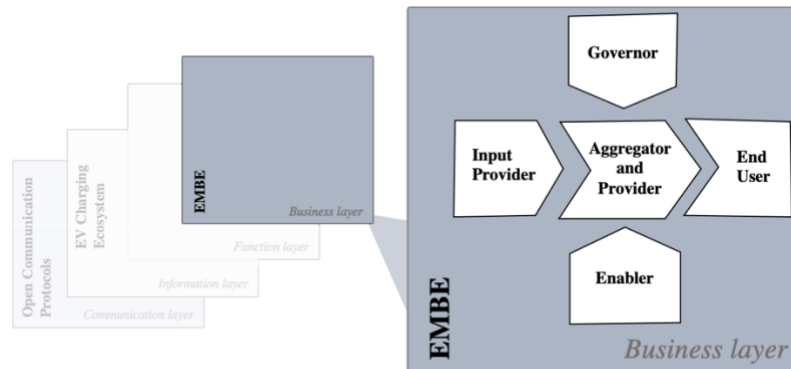 Open Communication
Protocols
Communication layer
EV Charging
Ecosystem
Information layer
Function layer
EMBE
Business layer
Governor
Input
Provider
Aggregator
and
Provider
End
User
Enabler
EMBE
Business layer